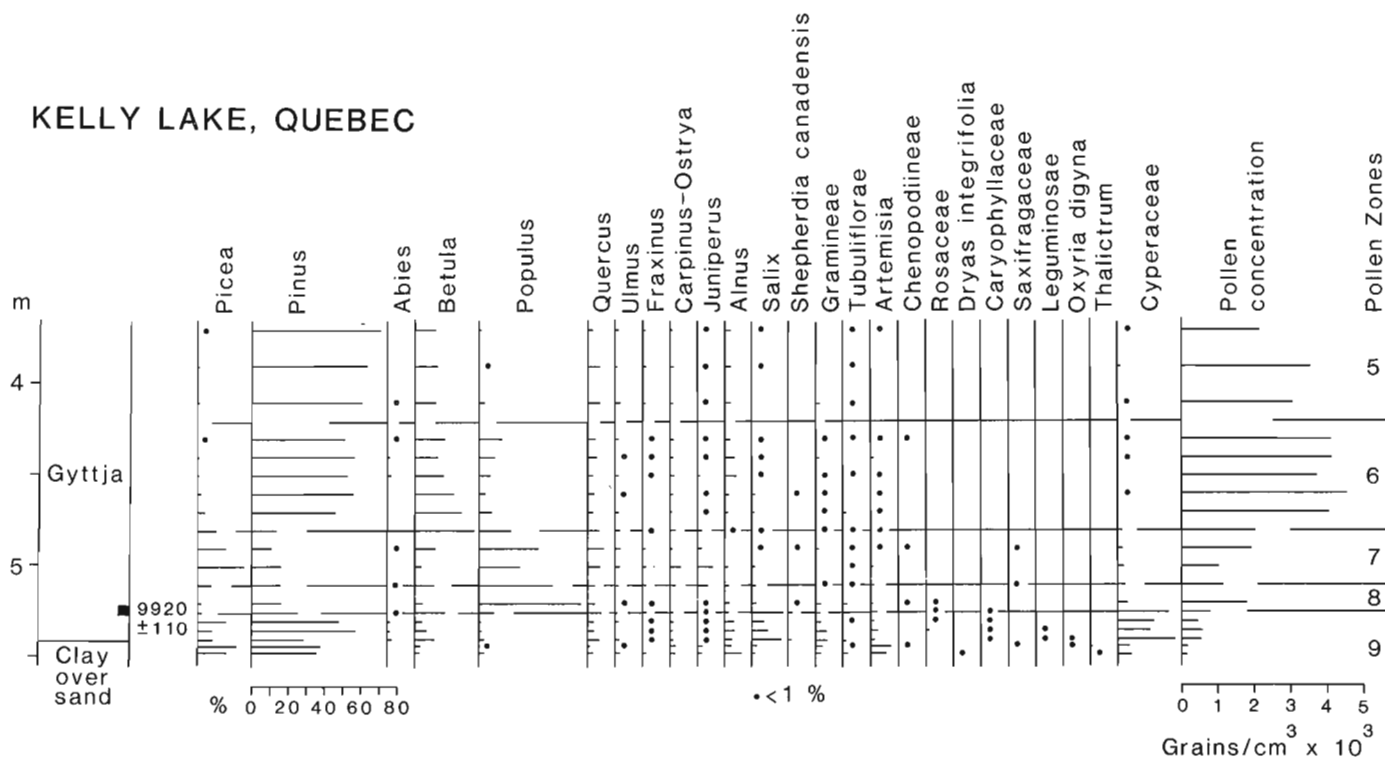 KELLY LAKE, QUEBEC
m
Picea
Pinus
Abies
Betula
Populus
Quercus
Ulmus
Fraxinus
Carpinus-Ostrya
Juniperus
Alnus
Salix
Shepherdia canadensis
Gramineae
Tubuliflorae
Artemisia
Chenopodiineae
Rosaceae
Dryas integrifolia
Caryophyllaceae
Saxifragaceae
Leguminosae
Oxyria digyna
Thalictrum
Cyperaceae
Pollen
concentration
Pollen Zones
4
5
Gyttja
6
5
7
8
9920
±110
9
Clay
over
sand
% 0 20 40 60 80
•<1 %
0 1 2 3 4 5
Grains/cm³ x 10³